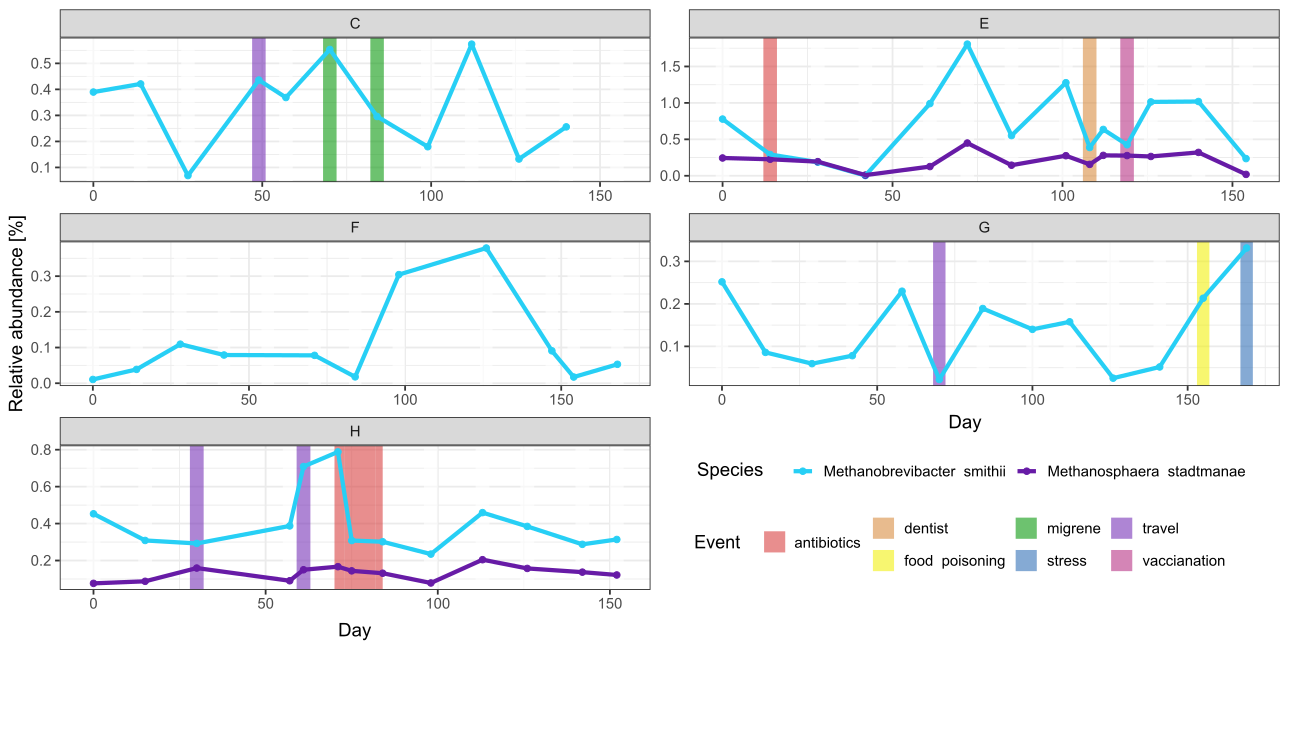 C
E
0.5
0.4
0.3
0.2
0.1
0
50
100
150
1.5
1.0
0.5
0.0
0
50
100
150
Relative abundance [%]
F
G
0.3
0.2
0.1
0.0
0
50
100
150
0.3
0.2
0.1
0
50
100
150
Day
H
0.8
0.6
0.4
0.2
0
50
100
150
Day
Species
Methanobrevibacter smithii
Methanosphaera stadtmanae
Event
antibiotics
dentist
food poisoning
migrene
stress
travel
vaccianation